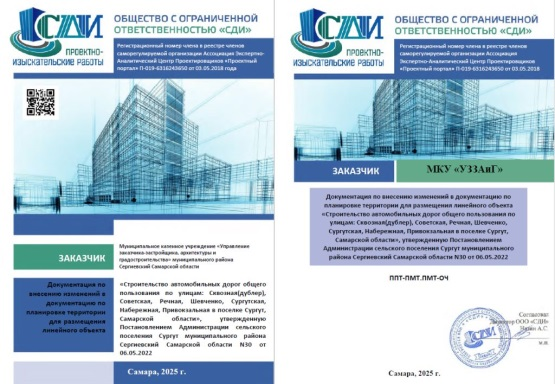 СДИ
ПРОЕКТНО-
ИЗЫСКАТЕЛЬСКИЕ РАБОТЫ
ОБЩЕСТВО С ОГРАНИЧЕННОЙ
ОТВЕТСТВЕННОСТЬЮ «СДИ»
Регистрационный номер члена в реестре членов
саморегулируемой организации Ассоциация Экспертно-
Аналитический Центр Проектировщиков «Проектный
портал» П-019-6316243650 от 03.05.2018 года
ЗАКАЗЧИК
Муниципальное казенное учреждение «Управление
заказчика-застройщика, архитектуры и
градостроительства» муниципального района
Сергиевский Самарской области
Документация по
внесению изменений в
документацию по
планировке территории
для размещения
линейного объекта
«Строительство автомобильных дорог общего
пользования по улицам: Сквозная(дублер),
Советская, Речная, Шевченко, Сургутская,
Набережная, Привокзальная в поселке Сургут,
Самарской области», утвержденную
Постановлением Администрации сельского
поселения Сургут муниципального района
Сергиевский Самарской области N30 от
06.05.2022
Самара, 2025 г.
СДИ
ПРОЕКТНО-
ИЗЫСКАТЕЛЬСКИЕ РАБОТЫ
ОБЩЕСТВО С ОГРАНИЧЕННОЙ
ОТВЕТСТВЕННОСТЬЮ «СДИ»
Регистрационный номер члена в реестре членов
саморегулируемой организации Ассоциация
Экспертно-Аналитический Центр Проектировщиков
«Проектный портал» П-019-6316243650 от 03.05.2018
ЗАКАЗЧИК
МКУ «УЗЗАиГ»
Документация по внесению изменений в документацию по
планировке территории для размещения линейного объекта
«Строительство автомобильных дорог общего пользования по
улицам: Сквозная(дублер), Советская, Речная, Шевченко,
Сургутская, Набережная, Привокзальная в поселке Сургут,
Самарской области», утвержденную Постановлением
Администрации сельского поселения Сургут муниципального
района Сергиевский Самарской области N30 от 06.05.2022
ППТ-ПМТ.ПМТ-ОЧ
Согласовано
Директор ООО «СДИ»
А.С.
м.п.
СДИ
Самара, 2025 г.